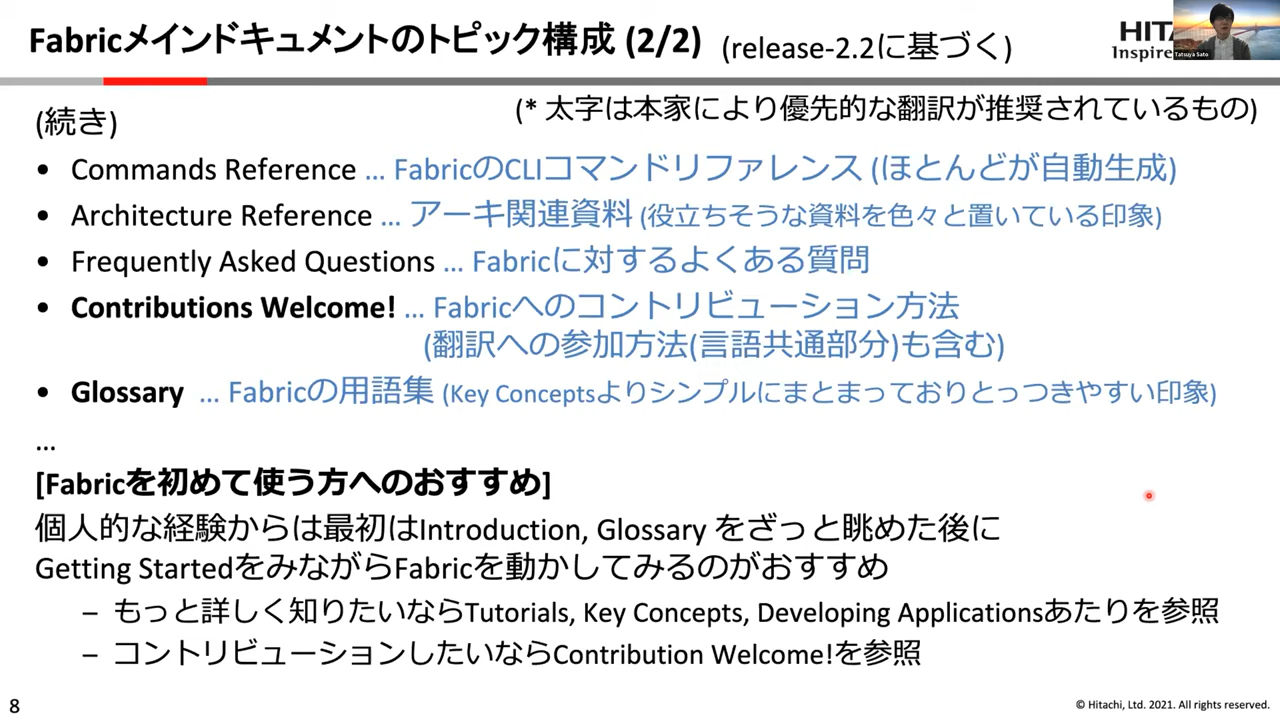 Fabricメインドキュメントのトピック構成 (2/2) (release-2.2に基づく)
Inspire
Tatsuya Sato
(* 太字は本家により優先的な翻訳が推奨されているもの)
(続き)
• Commands Reference ... FabricのCLIコマンドリファレンス (ほとんどが自動生成)
• Architecture Reference ... アーキ関連資料 (役立ちそうな資料を色々と置いている印象)
• Frequently Asked Questions ... Fabricに対するよくある質問
• Contributions Welcome! ... Fabricへのコントリビューション方法
(翻訳への参加方法(言語共通部分)も含む)
• Glossary ... Fabricの用語集 (Key Conceptsよりシンプルにまとまっておりとっつきやすい印象)
...
[Fabricを初めて使う方へのおすすめ]
個人的な経験からは最初はIntroduction, Glossary をざっと眺めた後に
Getting StartedをみながらFabricを動かしてみるのがおすすめ
– もっと詳しく知りたいならTutorials, Key Concepts, Developing Applicationsあたりを参照
– コントリビューションしたいならContribution Welcome!を参照
8
© Hitachi, Ltd. 2021. All rights reserved.